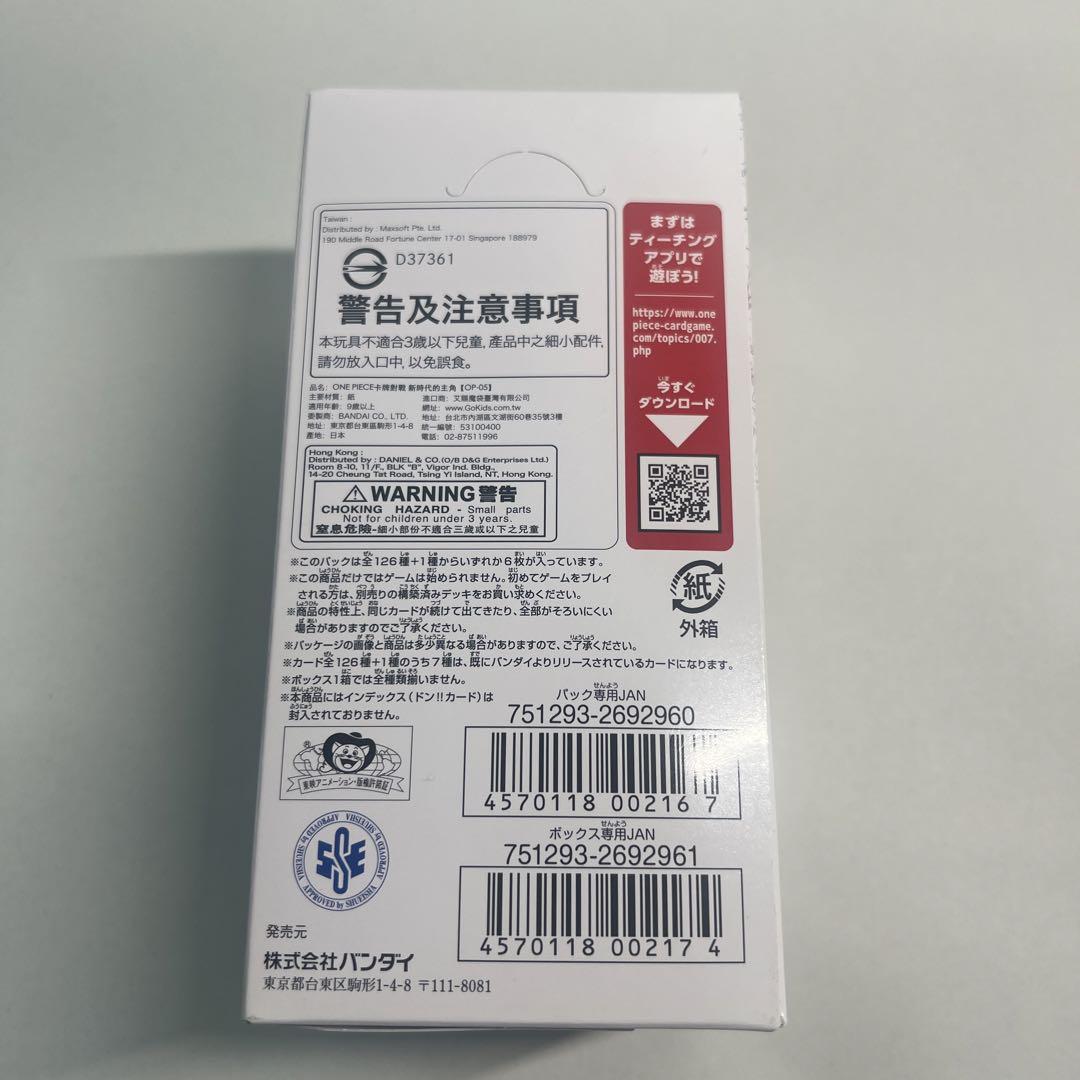 Taiwan :
Distributed by : Maxsoft Pte. Ltd.
190 Middle Road Fortune Center 17-01 Singapore 188979
D37361
警告及注意事項
本玩具不適合3歲以下兒童, 產品中之細小配件,
請勿放入口中, 以免誤食。
品名: ONE PIECE卡牌對戰 新時代的主角【OP-05】
主要材質: 紙
進口商: 艾賜魔袋臺灣有限公司
適用年齡: 9歲以上
網址: www.GoKids.com.tw
委製商: BANDAI CO., LTD.
地址: 台北市內湖區文湖街60巷35號3樓
地址: 東京都台東區駒形1-4-8
統一編號: 53100400
產地: 日本
電話: 02-87511996
Hong Kong :
Distributed by : DANIEL & CO.(O/B D&G Enterprises Ltd.)
Room 8-10, 11/F., BLK "B", Vigor Ind. Bldg.,
14-20 Cheung Tat Road, Tsing Yi Island, NT, Hong Kong.
WARNING 警告
CHOKING HAZARD - Small parts
Not for children under 3 years.
窒息危險-細小部份不適合三歲或以下之兒童
まずは
ティーチング
アプリで
遊ぼう!
https://www.one
piece-cardgame.
com/topics/007.
php
今すぐ
ダウンロード
紙
外箱
※このパックは全126種+1種からいずれか6枚が入っています。
※この商品だけではゲームは始められません。初めてゲームをプレイ
される方は、別売りの構築済みデッキをお買い求めください。
※商品の特性上、同じカードが続けて出てきたり、全部がそろいにくい
場合がありますのでご了承ください。
※パッケージの画像と商品は多少異なる場合がありますので、ご了承ください。
※カード全126種+1種のうち7種は、既にバンダイよりリリースされているカードになります。
※ボックス1箱では全種類揃いません。
※本商品にはインデックス(ドン!!カード)は
封入されておりません。
パック専用JAN
751293-2692960
4570118 00216 7
ボックス専用JAN
751293-2692961
4570118 00217 4
東映アニメーション・版権許諾証
APPROVED by SHUEISHA
APPROVED by SHUEISHA
APPROVED by SHUEISHA
発売元
株式会社バンダイ
東京都台東区駒形1-4-8 〒111-8081